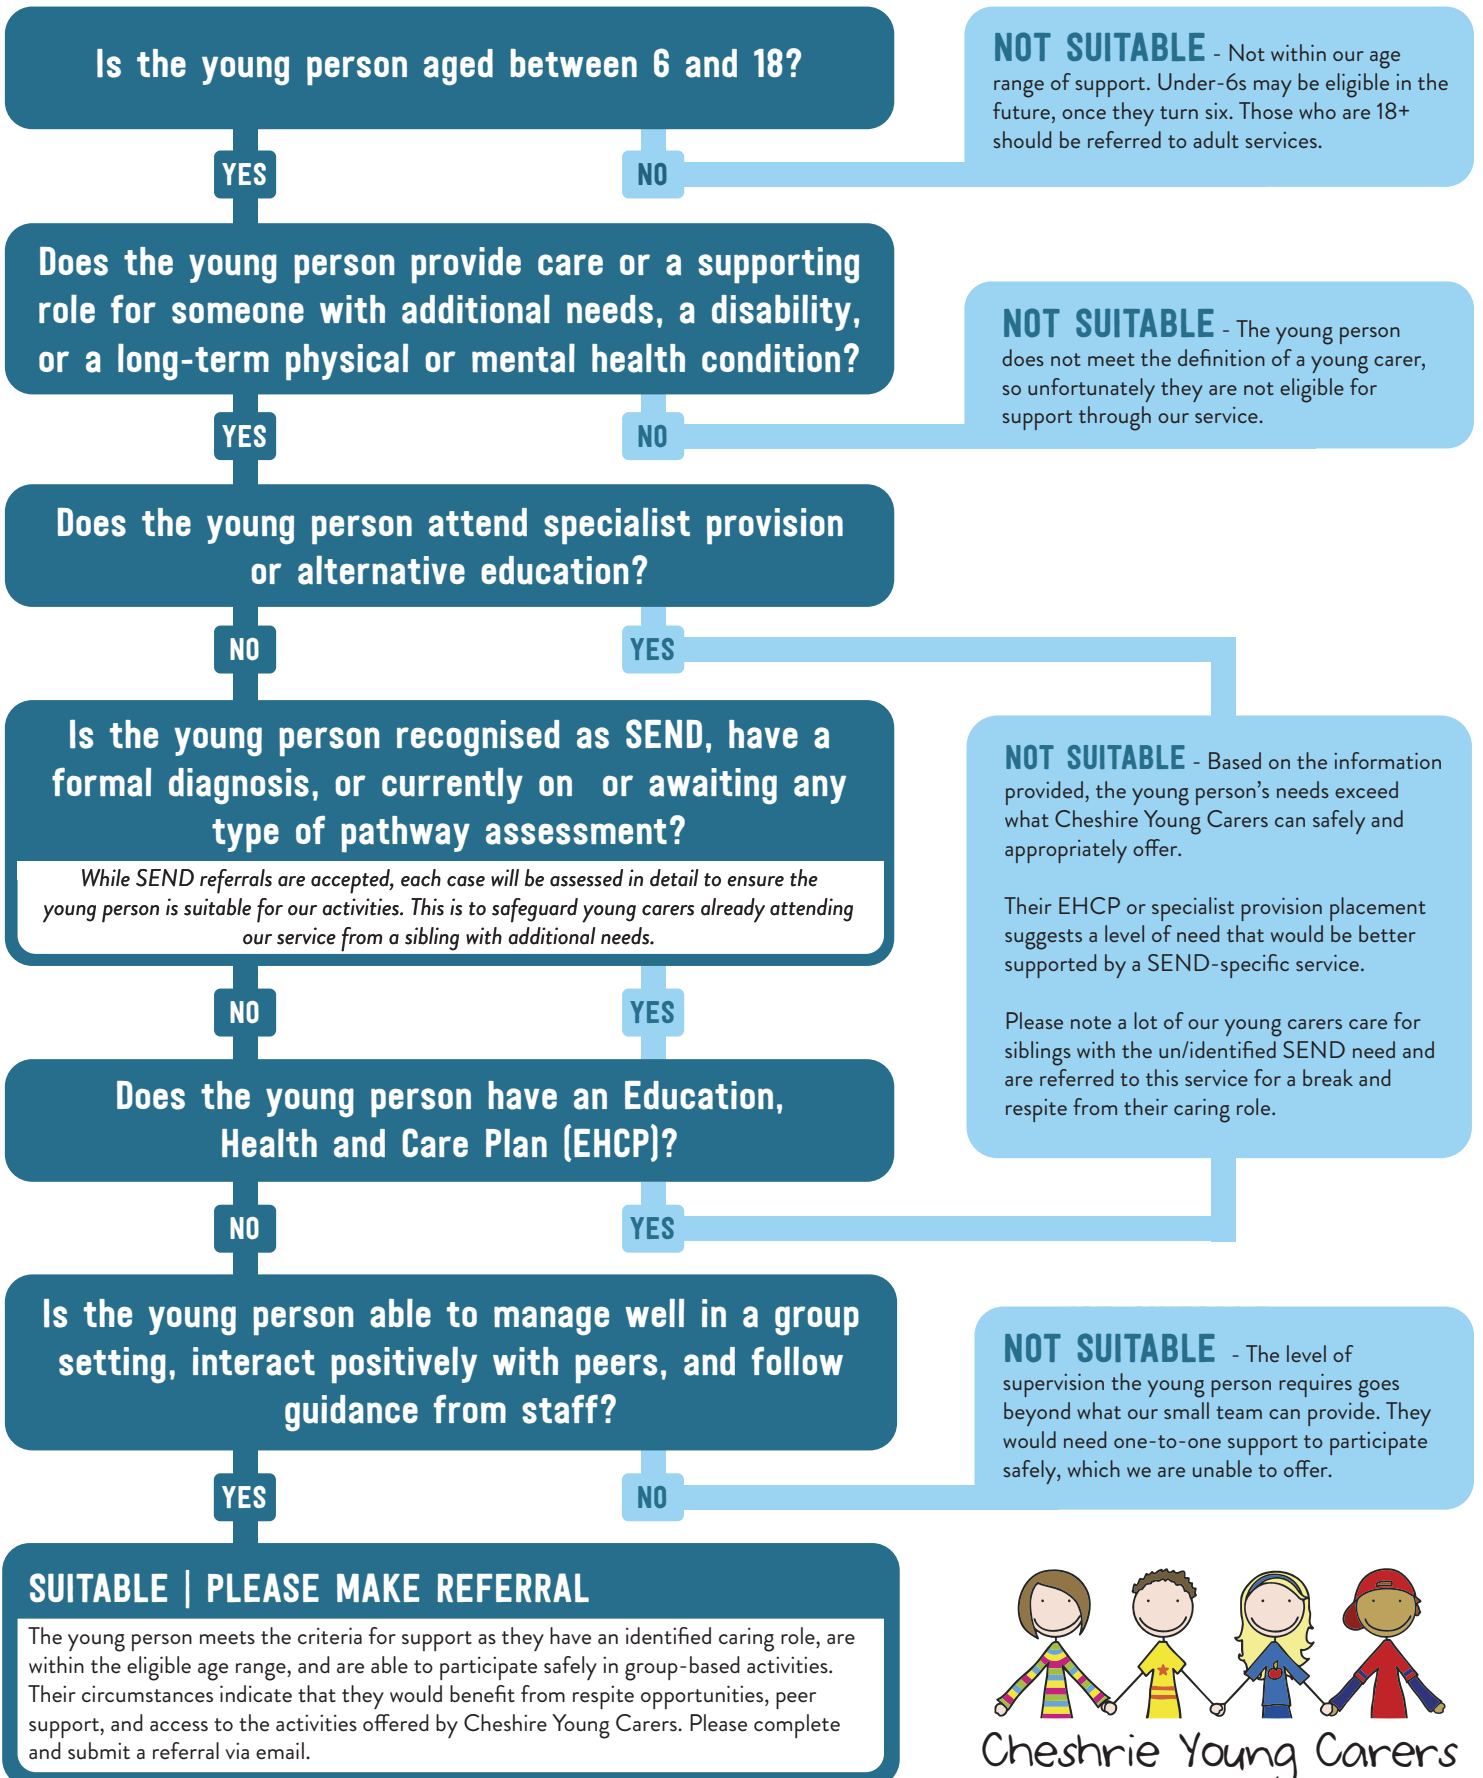 Is the young person aged between 6 and 18?
NOT SUITABLE - Not within our age
range of support. Under-6s may be eligible in the
future, once they turn six. Those who are 18+
should be referred to adult services.
YES
NO
Does the young person provide care or a supporting
role for someone with additional needs, a disability,
or a long-term physical or mental health condition?
NOT SUITABLE - The young person
does not meet the definition of a young carer,
so unfortunately they are not eligible for
support through our service.
YES
NO
Does the young person attend specialist provision
or alternative education?
NO
YES
Is the young person recognised as SEND, have a
formal diagnosis, or currently on or awaiting any
type of pathway assessment?
While SEND referrals are accepted, each case will be assessed in detail to ensure the
young person is suitable for our activities. This is to safeguard young carers already attending
our service from a sibling with additional needs.
NOT SUITABLE - Based on the information
provided, the young person's needs exceed
what Cheshire Young Carers can safely and
appropriately offer.
Their EHCP or specialist provision placement
suggests a level of need that would be better
supported by a SEND-specific service.
Please note a lot of our young carers care for
siblings with the un/identified SEND need and
are referred to this service for a break and
respite from their caring role.
NO
YES
Does the young person have an Education,
Health and Care Plan (EHCP)?
NO
YES
Is the young person able to manage well in a group
setting, interact positively with peers, and follow
guidance from staff?
NOT SUITABLE - The level of
supervision the young person requires goes
beyond what our small team can provide. They
would need one-to-one support to participate
safely, which we are unable to offer.
YES
NO
SUITABLE | PLEASE MAKE REFERRAL
The young person meets the criteria for support as they have an identified caring role, are
within the eligible age range, and are able to participate safely in group-based activities.
Their circumstances indicate that they would benefit from respite opportunities, peer
support, and access to the activities offered by Cheshire Young Carers. Please complete
and submit a referral via email.
Cheshrie Young Carers